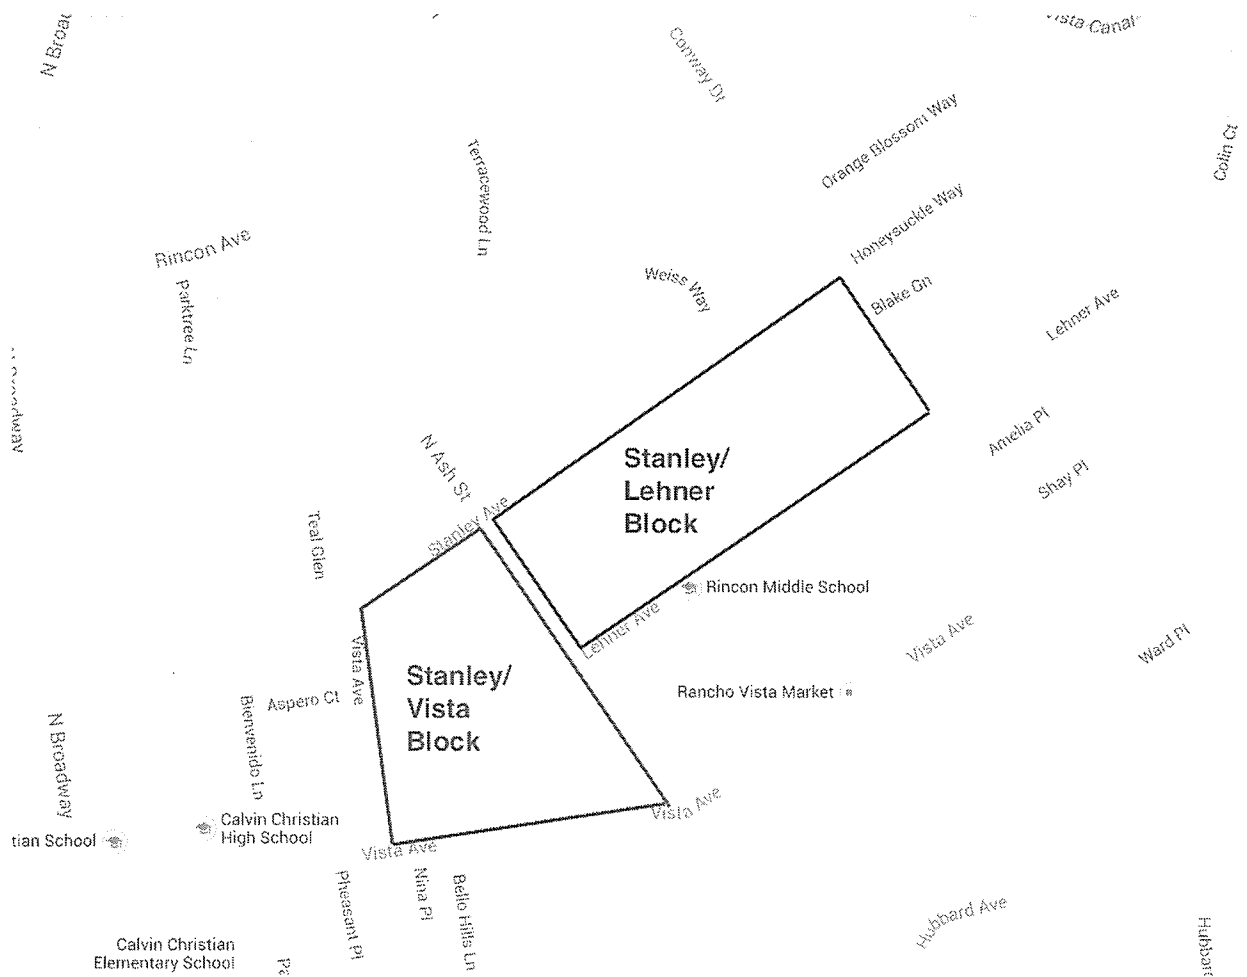 N Broad
Vista Canal
Conway Dr
Orange Blossom Way
Colin Ct
Terracewood Ln
Honeysuckle Way
Rincon Ave
Weiss Way
Parktree Ln
Blake Gn
Lehner Ave
N Ash St
Amelia Pl
Stanley/
Lehner
Block
Shay Pl
Stanley Ave
Teal Glen
Rincon Middle School
Lehner Ave
Vista Ave
Ward Pl
Vista Ave
Stanley/
Vista
Block
Rancho Vista Market
Aspero Ct
Bienvenido Ln
N Broadway
Vista Ave
Calvin Christian
High School
tian School
Vista Ave
Pheasant Pl
Nina Pl
Bello Hills Ln
Hubbard Ave
Hubbard
Calvin Christian
Elementary School
Pa